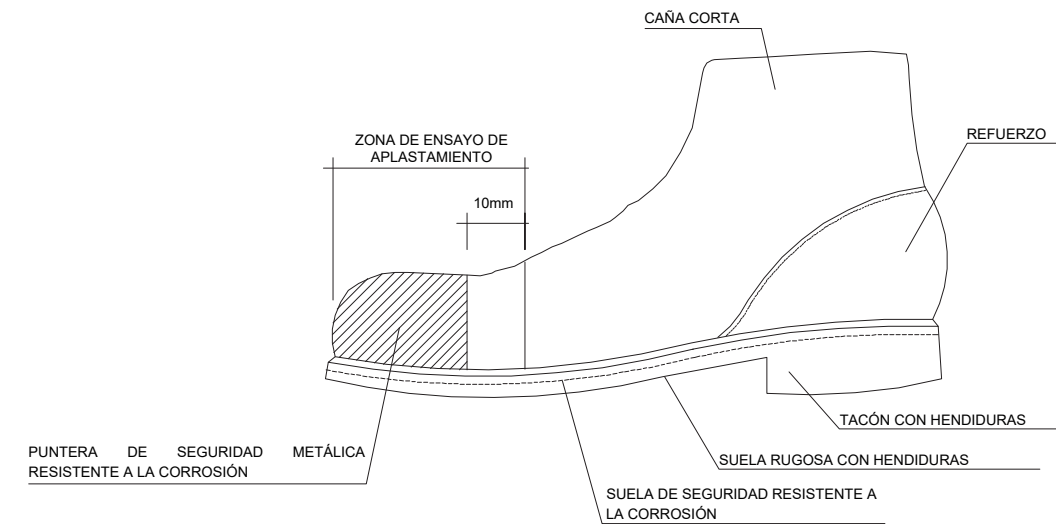 CAÑA CORTA
ZONA DE ENSAYO DE
APLASTAMIENTO
REFUERZO
10mm
TACÓN CON HENDIDURAS
PUNTERA DE SEGURIDAD METÁLICA
RESISTENTE A LA CORROSIÓN
SUELA RUGOSA CON HENDIDURAS
SUELA DE SEGURIDAD RESISTENTE A
LA CORROSIÓN